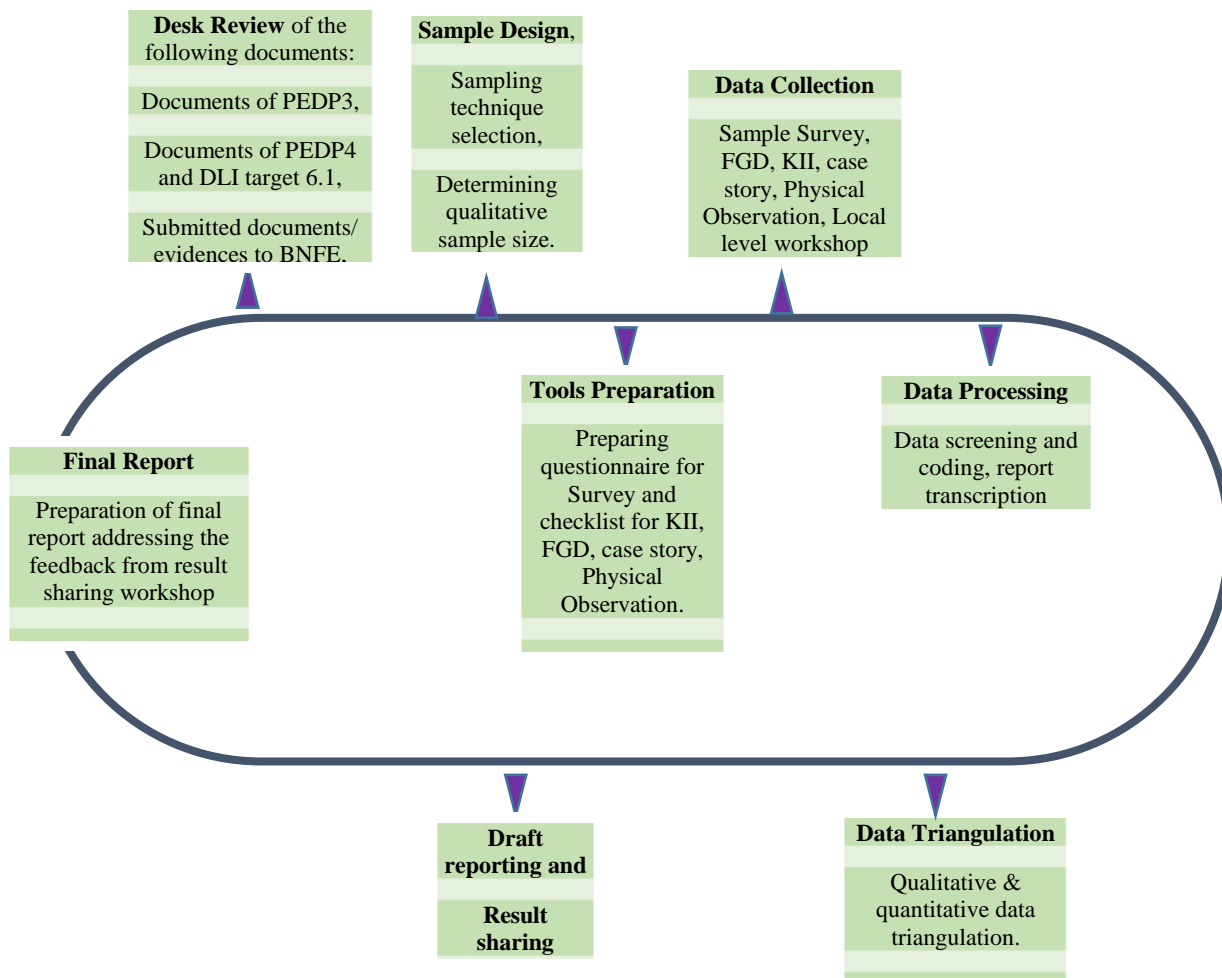 Desk Review of the
following documents:
Documents of PEDP3,
Documents of PEDP4
and DLI target 6.1,
Submitted documents/
evidences to BNFE,
Sample Design,
Sampling
technique
selection,
Determining
qualitative
sample size.
Data Collection
Sample Survey,
FGD, KII, case
story, Physical
Observation, Local
level workshop
Tools Preparation
Preparing
questionnaire for
Survey and
checklist for KII,
FGD, case story,
Physical
Observation.
Data Processing
Data screening and
coding, report
transcription
Final Report
Preparation of final
report addressing the
feedback from result
sharing workshop
Draft
reporting and
Result
sharing
Data Triangulation
Qualitative &
quantitative data
triangulation.